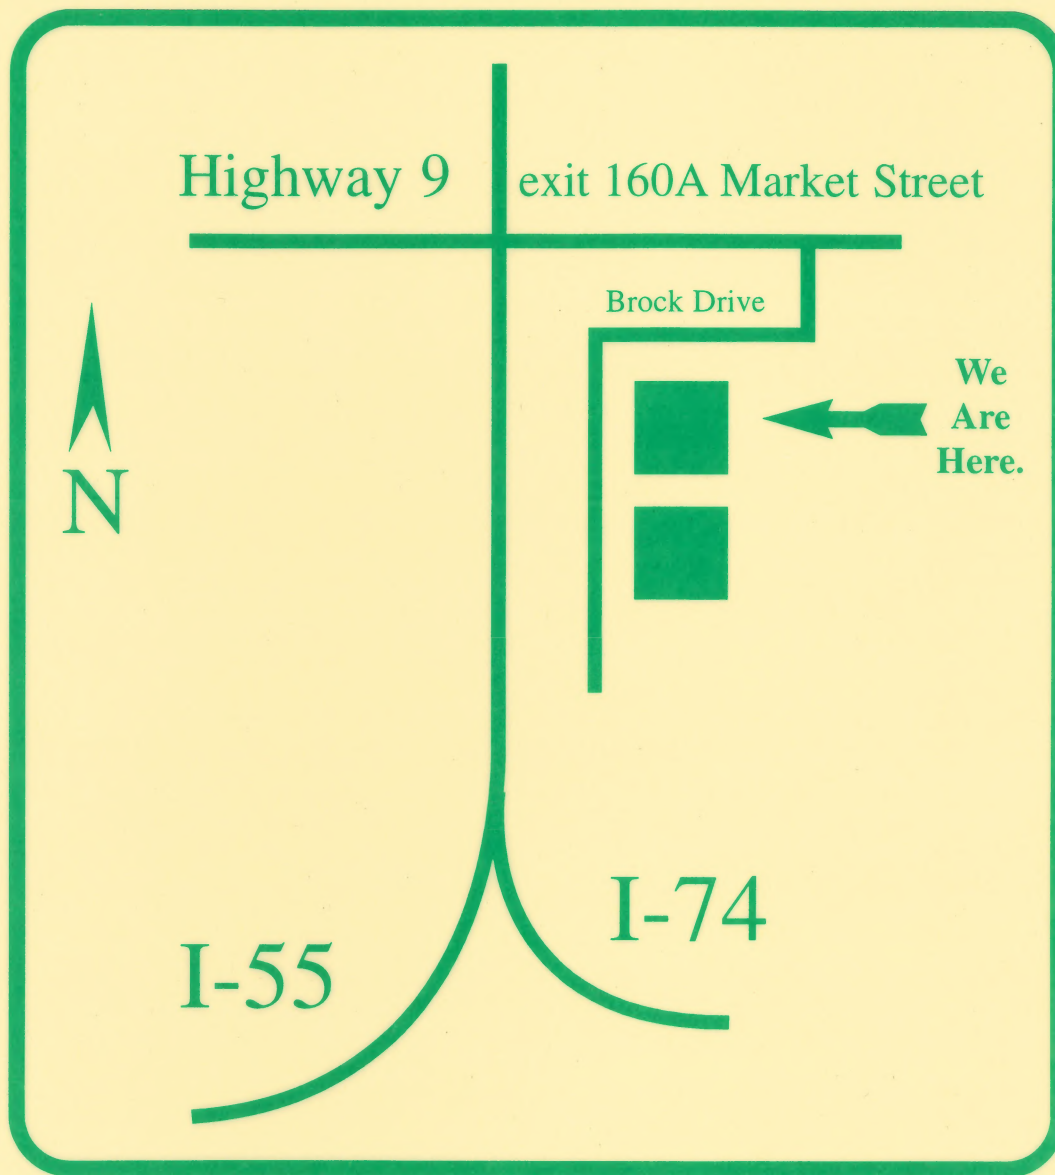 Highway 9
exit 160A Market Street
Brock Drive
We
Are
Here.
N
I-74
I-55